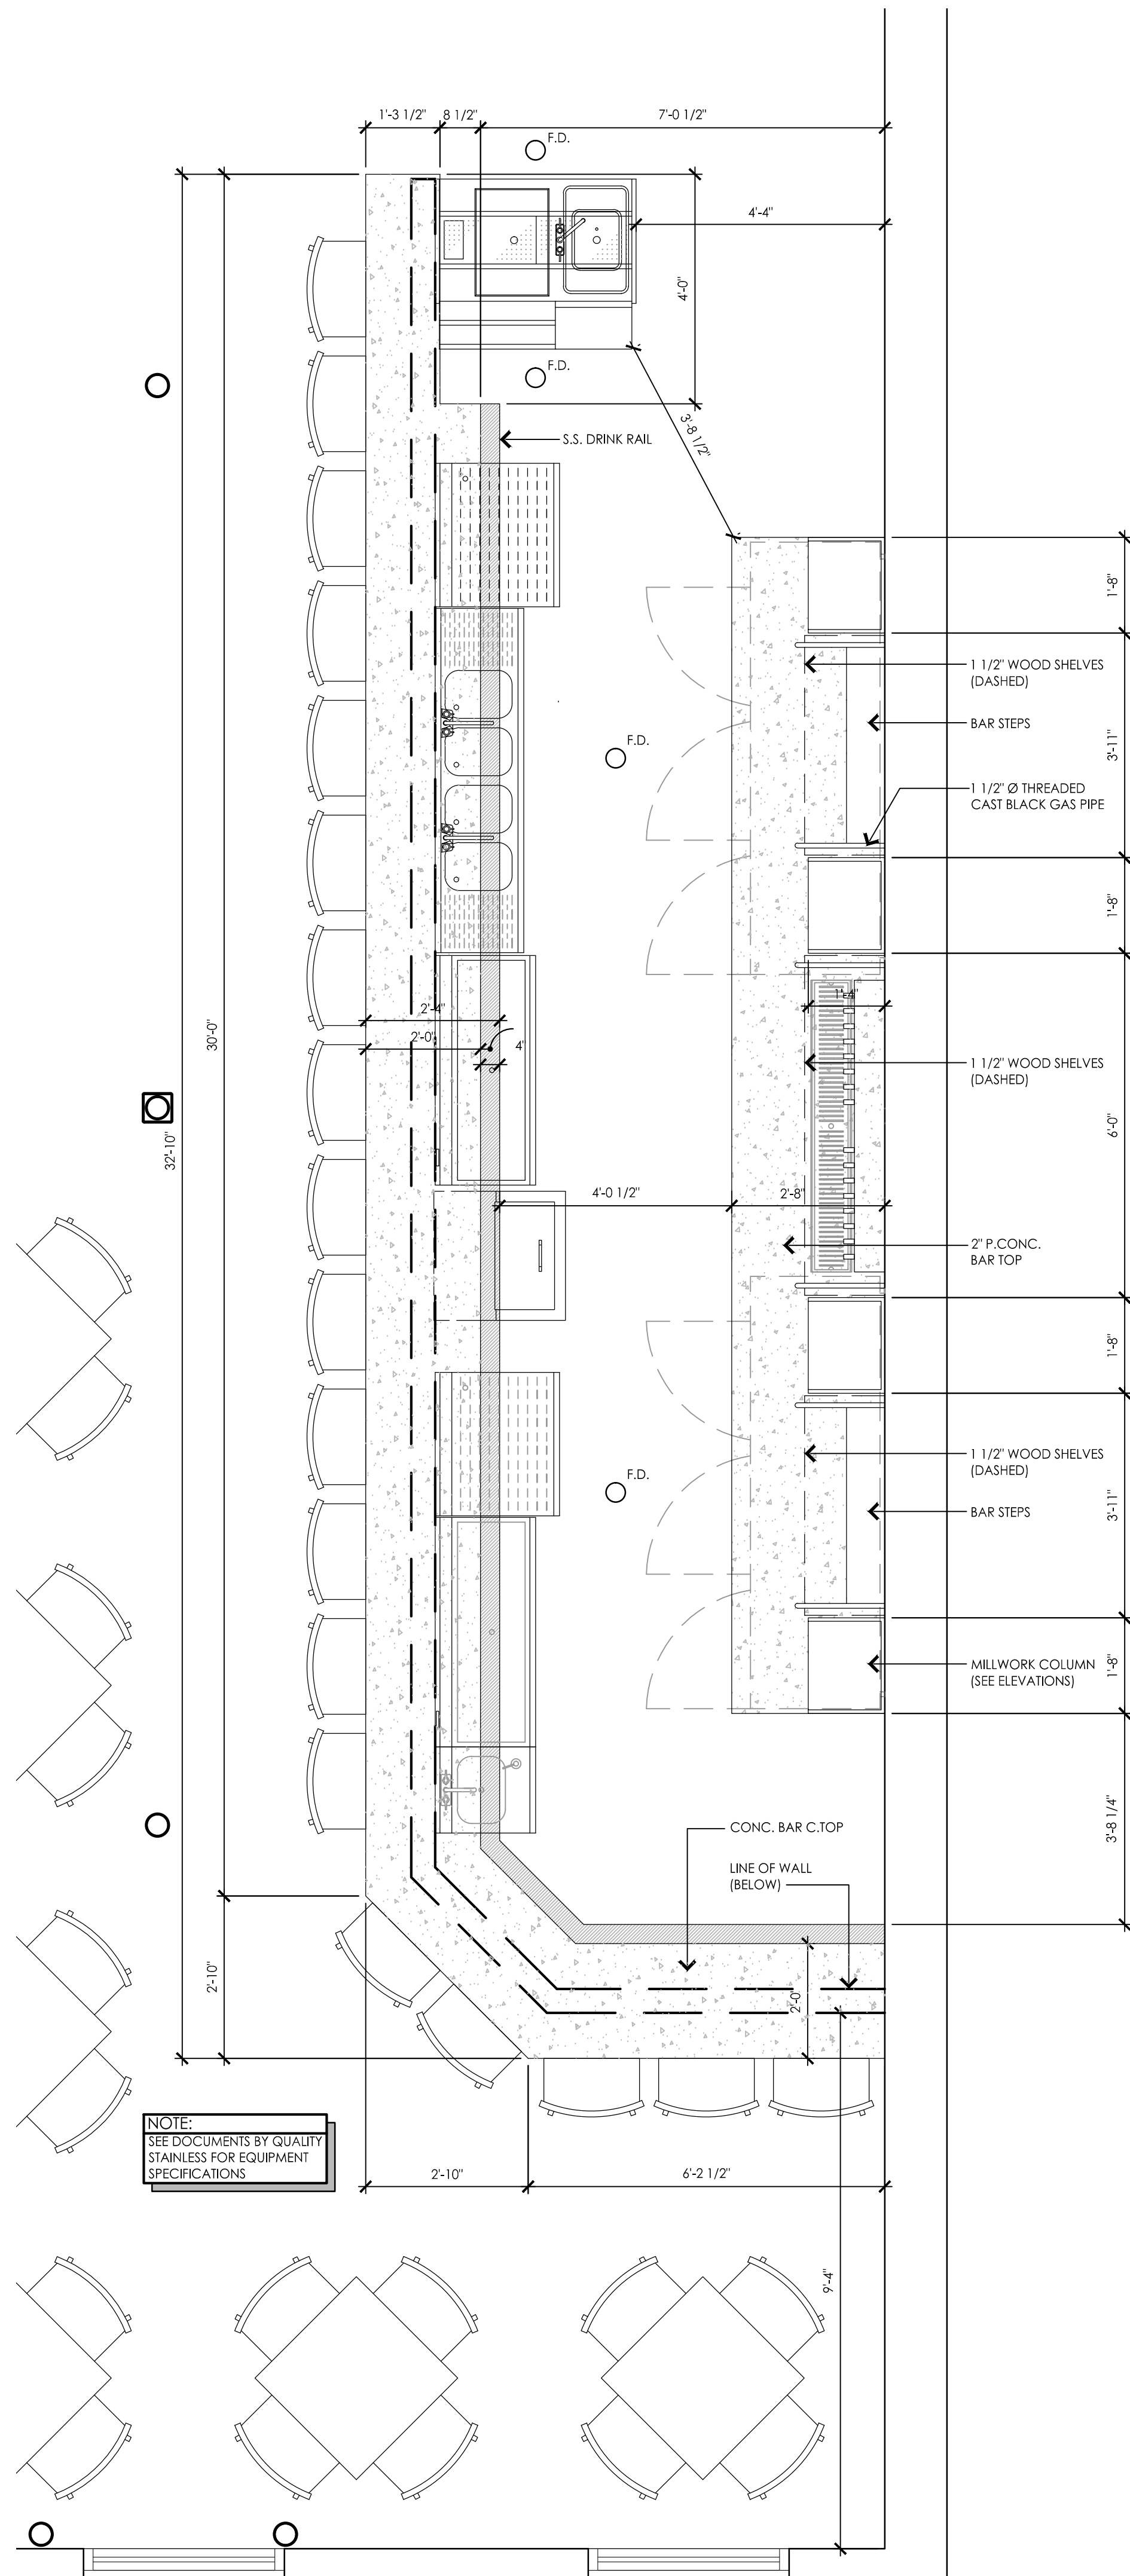 1'-3 1/2"
8 1/2"
7'-0 1/2"
F.D.
4'-4"
4'-0"
F.D.
3'-8 1/2"
S.S. DRINK RAIL
1'-8"
1 1/2" WOOD SHELVES
(DASHED)
BAR STEPS
3'-11"
F.D.
1 1/2" Ø THREADED
CAST BLACK GAS PIPE
1'-8"
1'-4"
2'-4"
2'-0"
4"
30'-0"
1 1/2" WOOD SHELVES
(DASHED)
6'-0"
32'-10"
4'-0 1/2"
2'-8"
2" P.CONC.
BAR TOP
1'-8"
1 1/2" WOOD SHELVES
(DASHED)
F.D.
BAR STEPS
3'-11"
MILLWORK COLUMN
(SEE ELEVATIONS)
1'-8"
3'-8 1/4"
CONC. BAR C.TOP
LINE OF WALL
(BELOW)
2'-10"
2'-0"
NOTE:
SEE DOCUMENTS BY QUALITY
STAINLESS FOR EQUIPMENT
SPECIFICATIONS
2'-10"
6'-2 1/2"
9'-4"